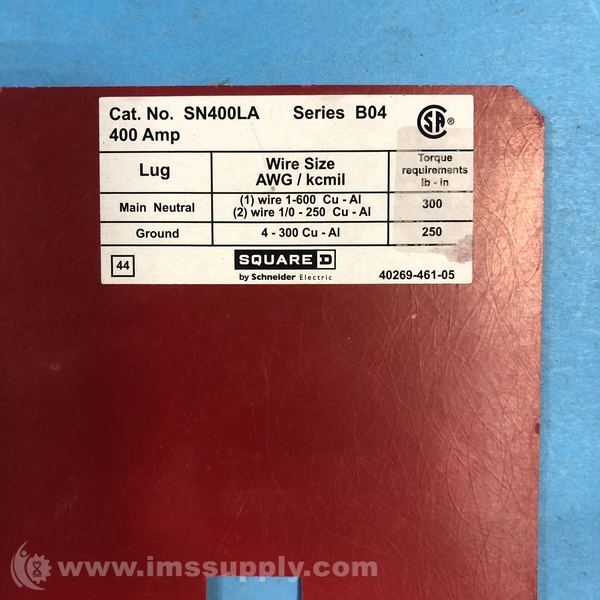 Cat. No. SN400LA Series B04
400 Amp
CSA ®
Lug
Wire Size
AWG / kcmil
Torque
requirements
lb - in
Main Neutral
(1) wire 1-600 Cu - Al
(2) wire 1/0 - 250 Cu - Al
300
Ground
4 - 300 Cu - Al
250
44
SQUARE D
by Schneider Electric
40269-461-05
www.imssupply.com